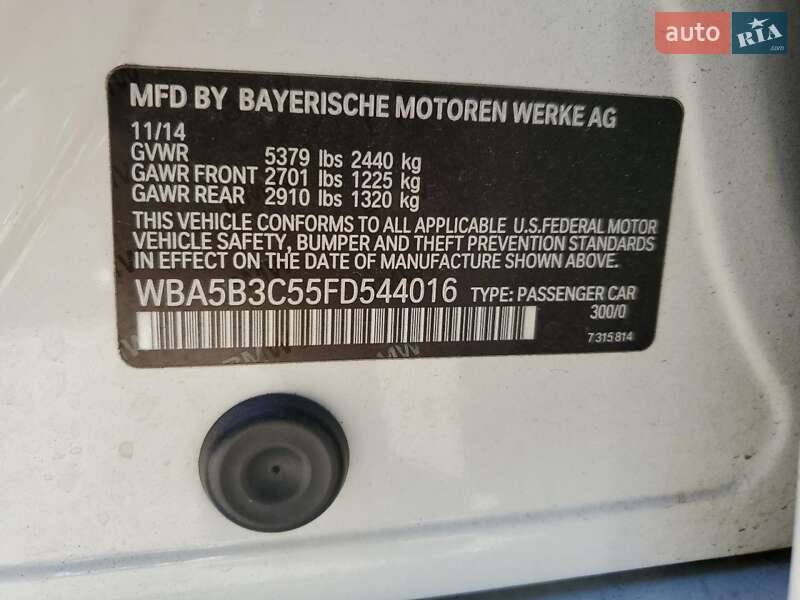 auto RIA
.com
MFD BY BAYERISCHE MOTOREN WERKE AG
11/14
GVWR 5379 lbs 2440 kg
GAWR FRONT 2701 lbs 1225 kg
GAWR REAR 2910 lbs 1320 kg
THIS VEHICLE CONFORMS TO ALL APPLICABLE U.S.FEDERAL MOTOR
VEHICLE SAFETY, BUMPER AND THEFT PREVENTION STANDARDS
IN EFFECT ON THE DATE OF MANUFACTURE SHOWN ABOVE.
WBA5B3C55FD544016 TYPE: PASSENGER CAR
300/0
7 315 814
BMW